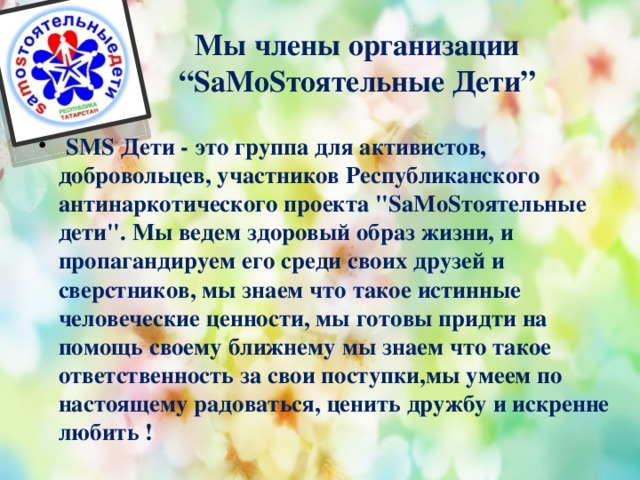 samosтоятельныедети
РЕСПУБЛИКА
ТАТАРСТАН
Мы члены организации
“SaMoSтоятельные Дети”
• SMS Дети - это группа для активистов,
добровольцев, участников Республиканского
антинаркотического проекта "SaMoSтоятельные
дети". Мы ведем здоровый образ жизни, и
пропагандируем его среди своих друзей и
сверстников, мы знаем что такое истинные
человеческие ценности, мы готовы придти на
помощь своему ближнему мы знаем что такое
ответственность за свои поступки,мы умеем по
настоящему радоваться, ценить дружбу и искренне
любить !